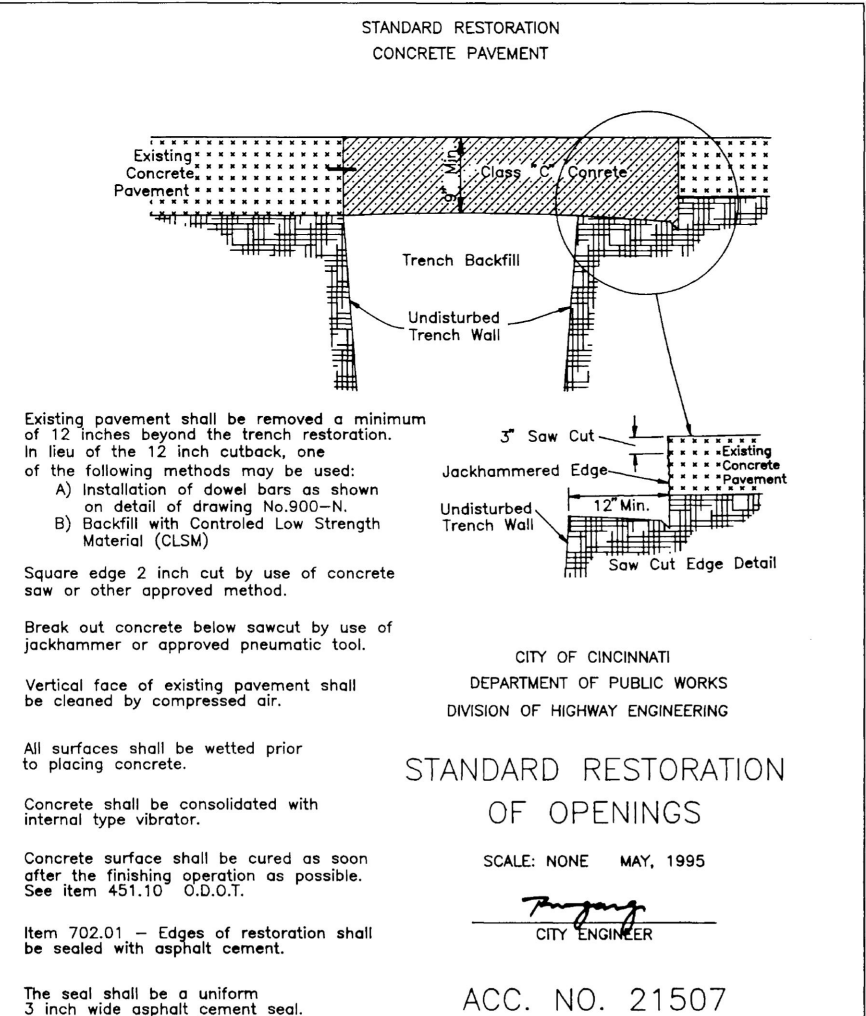 STANDARD RESTORATION
CONCRETE PAVEMENT
Existing
Concrete
Pavement
9" Min.
Class "C" Conrete
Trench Backfill
Undisturbed
Trench Wall
Existing pavement shall be removed a minimum
of 12 inches beyond the trench restoration.
In lieu of the 12 inch cutback, one
of the following methods may be used:
A) Installation of dowel bars as shown
on detail of drawing No.900-N.
B) Backfill with Controled Low Strength
Material (CLSM)
Square edge 2 inch cut by use of concrete
saw or other approved method.
Break out concrete below sawcut by use of
jackhammer or approved pneumatic tool.
Vertical face of existing pavement shall
be cleaned by compressed air.
All surfaces shall be wetted prior
to placing concrete.
Concrete shall be consolidated with
internal type vibrator.
Concrete surface shall be cured as soon
after the finishing operation as possible.
See item 451.10 O.D.O.T.
Item 702.01 - Edges of restoration shall
be sealed with asphalt cement.
The seal shall be a uniform
3 inch wide asphalt cement seal.
3" Saw Cut
Existing
Concrete
Pavement
Jackhammered Edge
12" Min.
Undisturbed
Trench Wall
Saw Cut Edge Detail
CITY OF CINCINNATI
DEPARTMENT OF PUBLIC WORKS
DIVISION OF HIGHWAY ENGINEERING
STANDARD RESTORATION
OF OPENINGS
SCALE: NONE MAY, 1995
CITY ENGINEER
ACC. NO. 21507